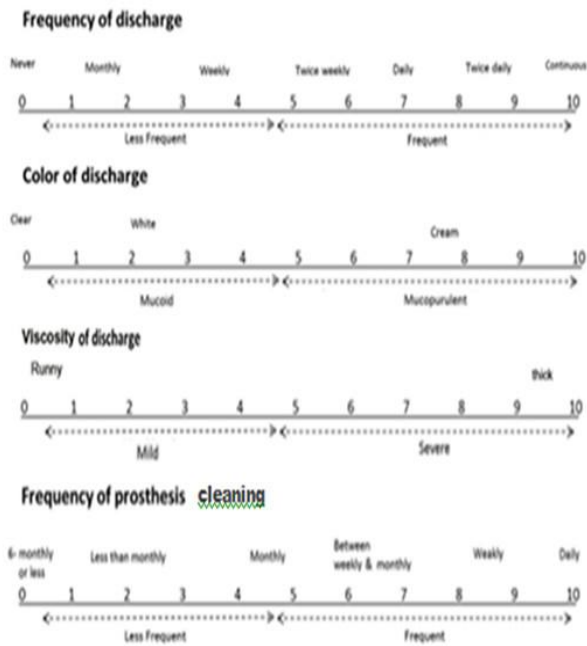 Frequency of discharge
Never Monthly Weekly Twice weekly Daily Twice daily Continuous
0 1 2 3 4 5 6 7 8 9 10
Less Frequent Frequent
Color of discharge
Clear White Cream
0 1 2 3 4 5 6 7 8 9 10
Mucoid Mucopurulent
Viscosity of discharge
Runny thick
0 1 2 3 4 5 6 7 8 9 10
Mild Severe
Frequency of prosthesis cleaning
6- monthly
or less
Less than monthly Monthly
Between
weekly & monthly
Weakly Daily
0 1 2 3 4 5 6 7 8 9 10
Less Frequent Frequent